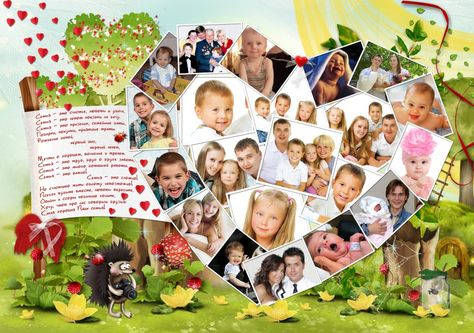 Семья - это счастье, любовь и удача,
Семья - это летом поездки на дачу.
Семья - это праздник, семейные даты,
Подарки, покупки, приятные траты.
Рождение детей,
первый шаг,
первый лепет,
Мечты о хорошем, волнение и трепет.
Семья - это труд, друг о друге забота,
Семья - это много домашней работы.
Семья - это важно!
Семья - это сложно!
Но счастливо жить одному невозможно!
Всегда будьте вместе, любовь берегите,
Обиды и ссоры подальше гоните,
Хочу, чтоб про нас говорили друзья:
Какая хорошая Ваша семья!